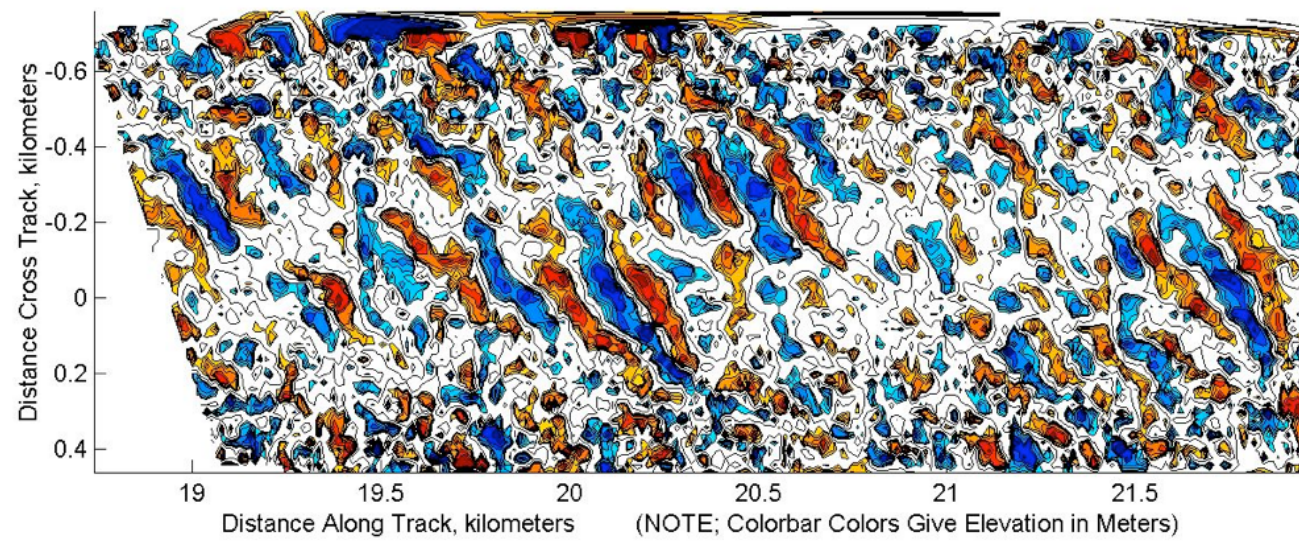 Distance Cross Track, kilometers
-0.6
-0.4
-0.2
0
0.2
0.4
19 19.5 20 20.5 21 21.5
Distance Along Track, kilometers (NOTE; Colorbar Colors Give Elevation in Meters)